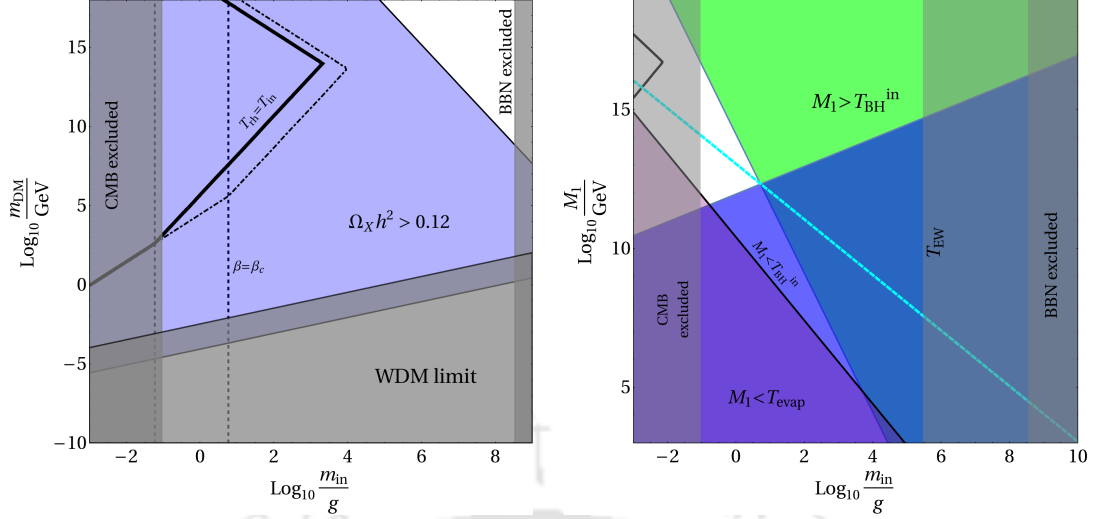 15
10
5
0
−5
−10
Log₁₀ m_DM/GeV
CMB excluded
T_rh=T_in
β=β_c
Ω_X h² > 0.12
BBN excluded
WDM limit
−2 0 2 4 6 8
Log₁₀ m_in/g
15
10
5
Log₁₀ M₁/GeV
M₁>T_BH^in
M₁<T_BH^in
T_EW
CMB
excluded
BBN excluded
M₁<T_evap
−2 0 2 4 6 8 10
Log₁₀ m_in/g